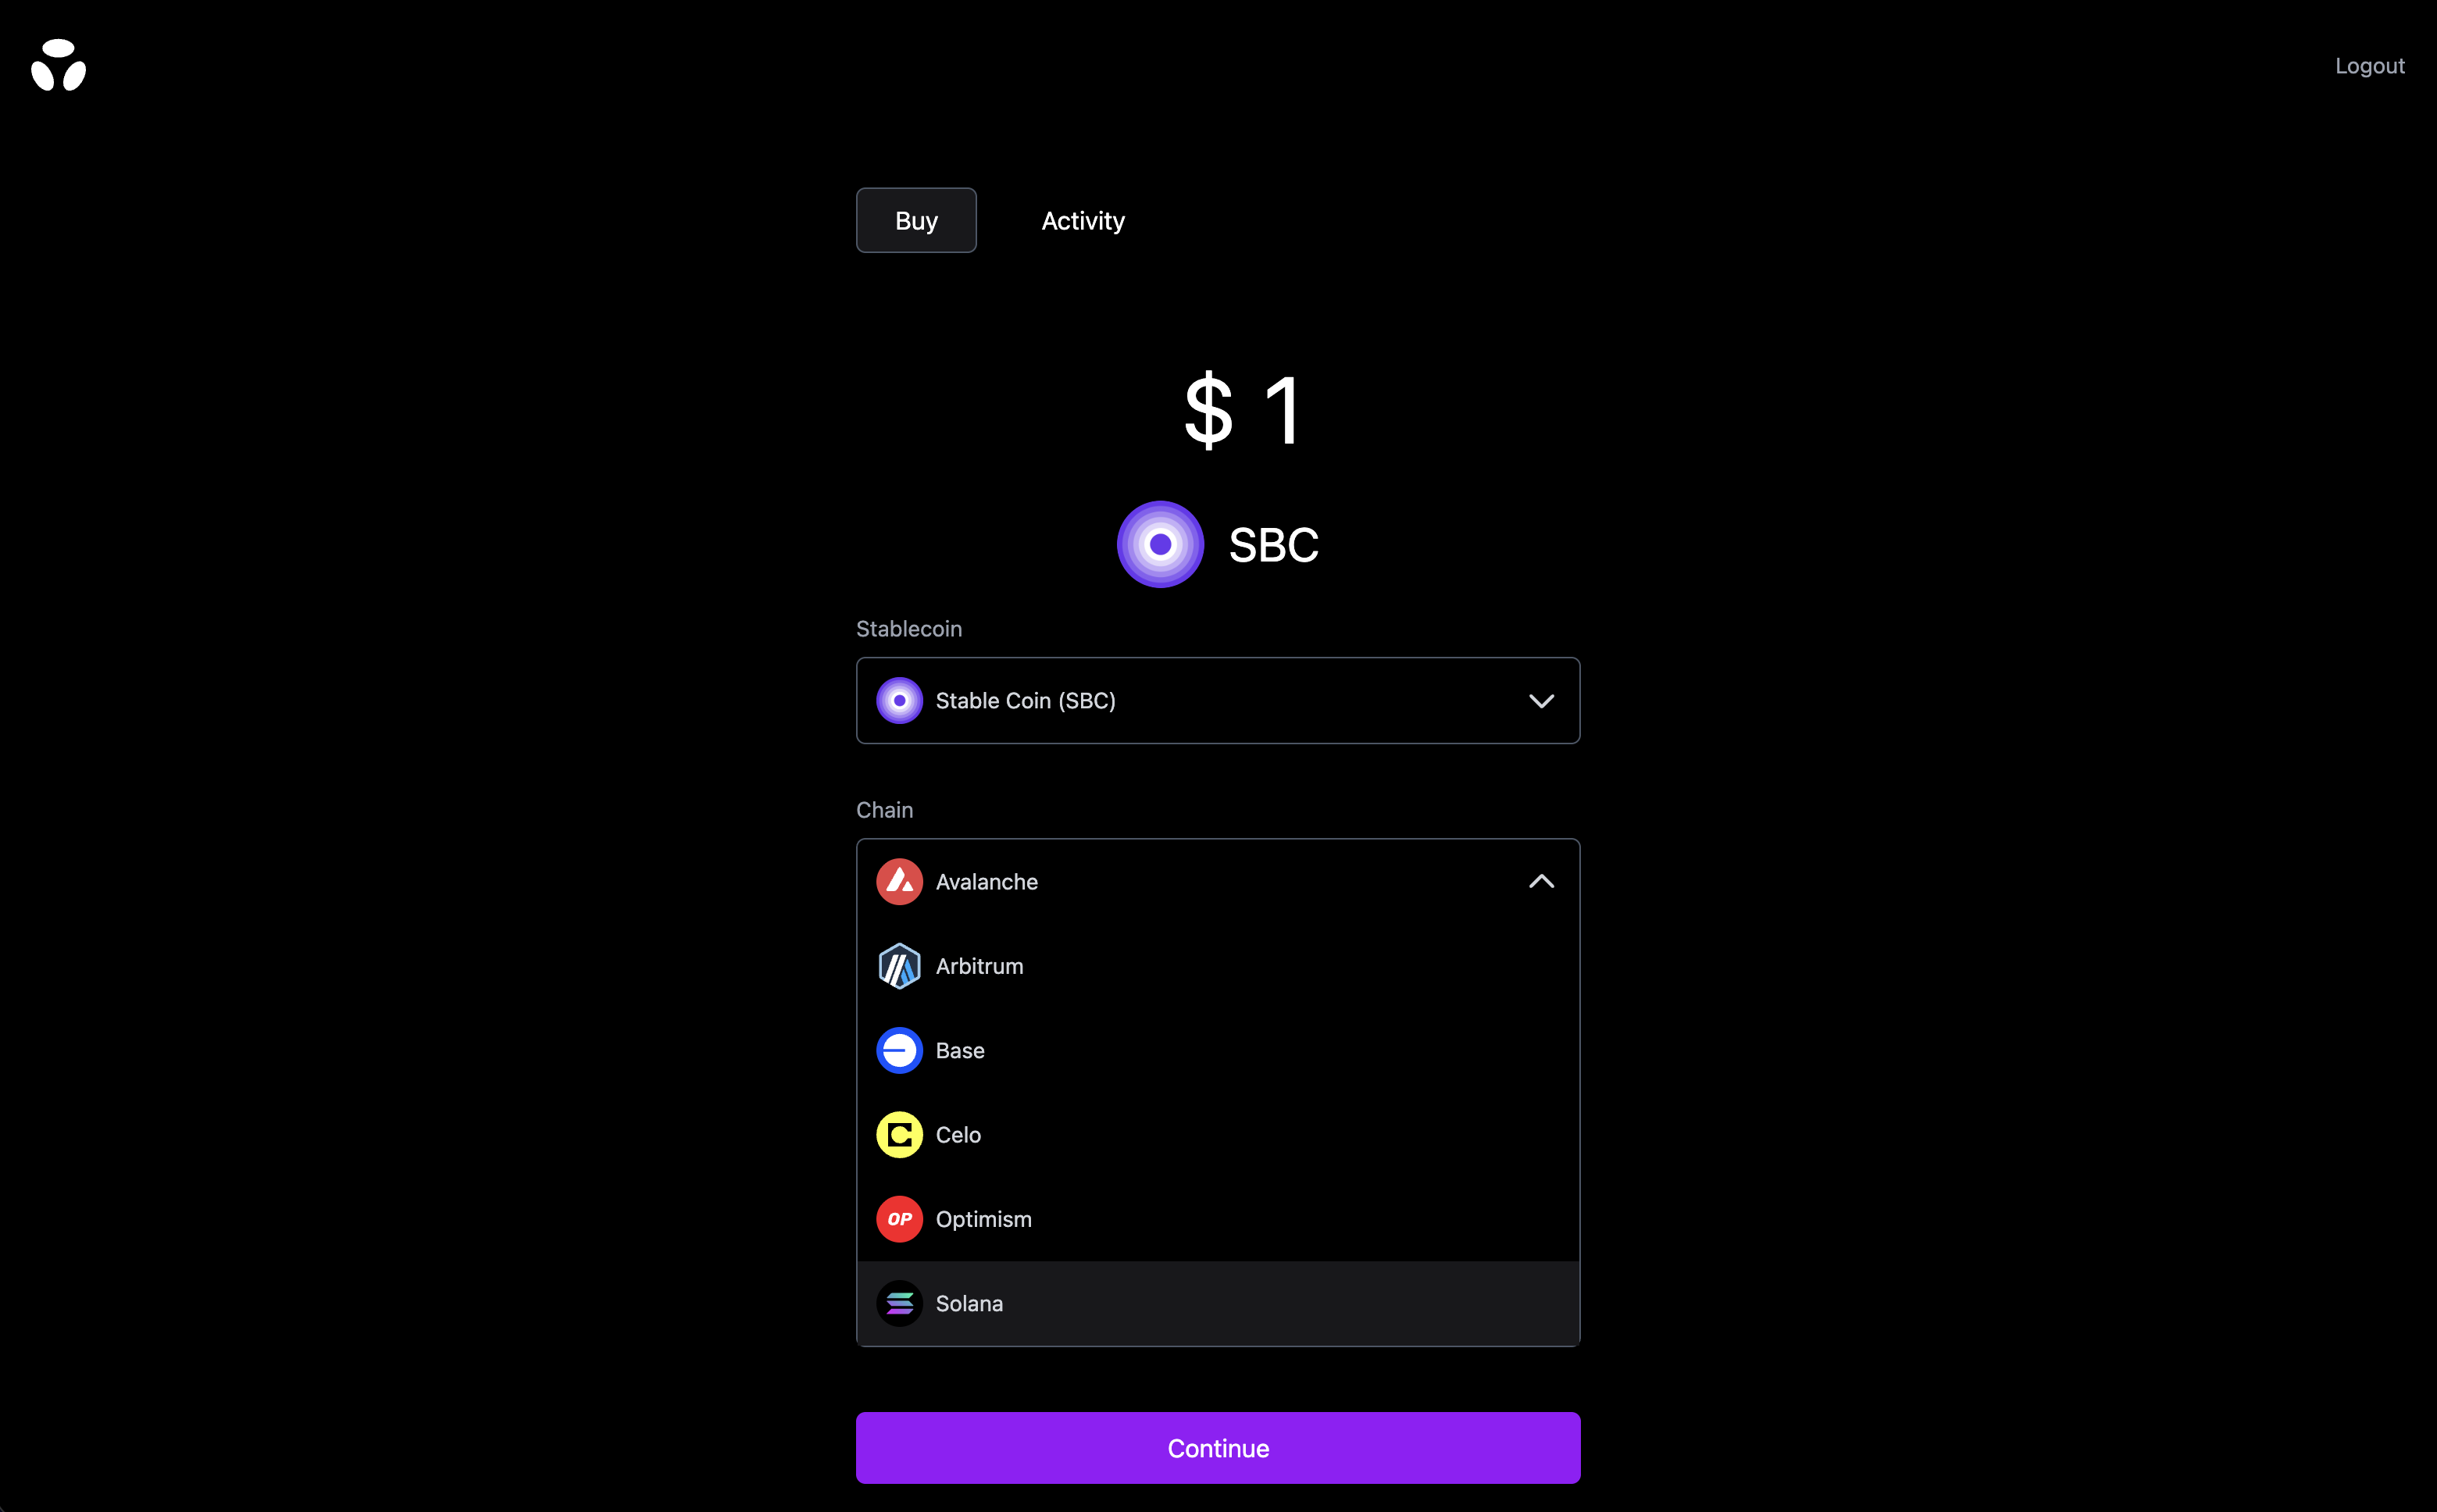 Logout
Buy
Activity
$ 1
SBC
Stablecoin
Stable Coin (SBC)
Chain
Avalanche
Arbitrum
Base
Celo
OP Optimism
Solana
Continue